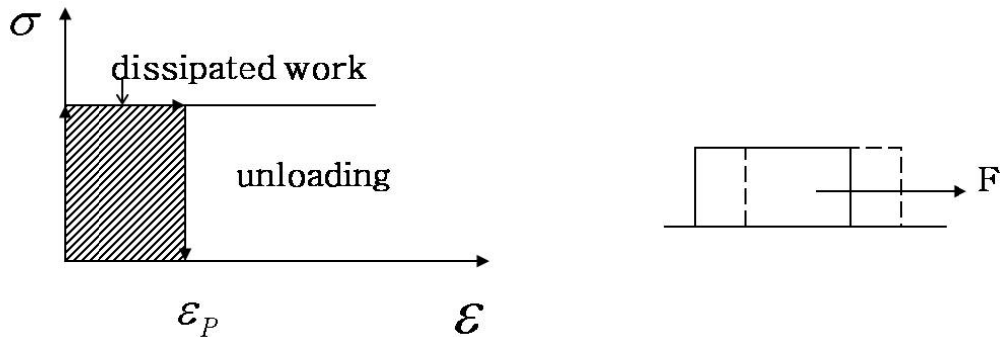 σ
dissipated work
unloading
F
ε_P
ε